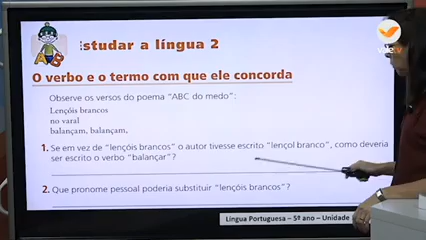 Estudar a língua 2
O verbo e o termo com que ele concorda
Observe os versos do poema "ABC do medo":
Lençóis brancos
no varal
balançam, balançam,
1. Se em vez de "lençóis brancos" o autor tivesse escrito "lençol branco", como deveria
ser escrito o verbo "balançar"?
2. Que pronome pessoal poderia substituir "lençóis brancos"?
Língua Portuguesa – 5º ano – Unidade